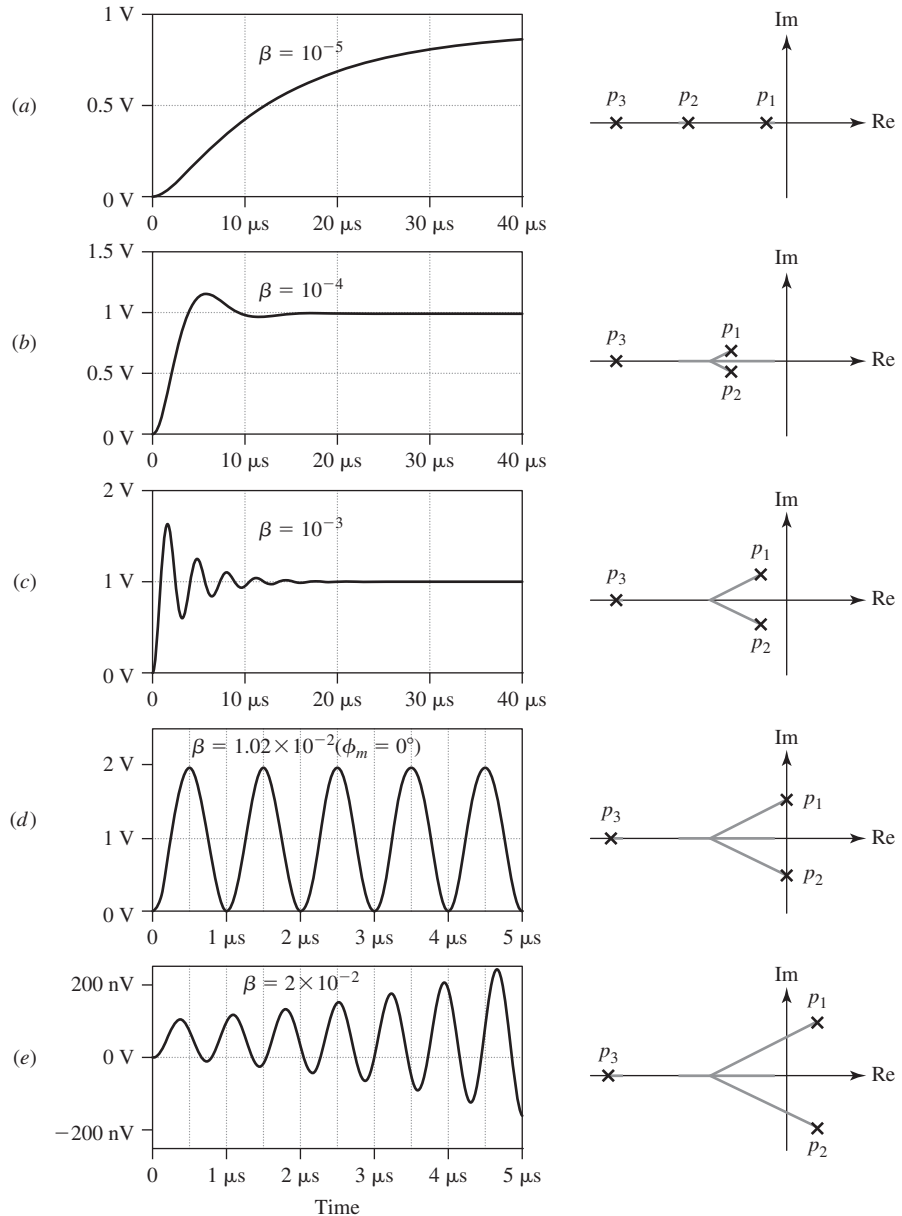 (a)
1 V
0.5 V
0 V
β = 10⁻⁵
0
10 μs
20 μs
30 μs
40 μs
Im
Re
p₃
p₂
p₁
(b)
1.5 V
1 V
0.5 V
0 V
β = 10⁻⁴
0
10 μs
20 μs
30 μs
40 μs
Im
Re
p₃
p₁
p₂
(c)
2 V
1 V
0 V
β = 10⁻³
0
10 μs
20 μs
30 μs
40 μs
Im
Re
p₃
p₁
p₂
(d)
2 V
1 V
0 V
β = 1.02×10⁻²(ϕₘ = 0°)
0
1 μs
2 μs
3 μs
4 μs
5 μs
Im
Re
p₃
p₁
p₂
(e)
200 nV
0 V
−200 nV
β = 2×10⁻²
0
1 μs
2 μs
3 μs
4 μs
5 μs
Time
Im
Re
p₃
p₁
p₂